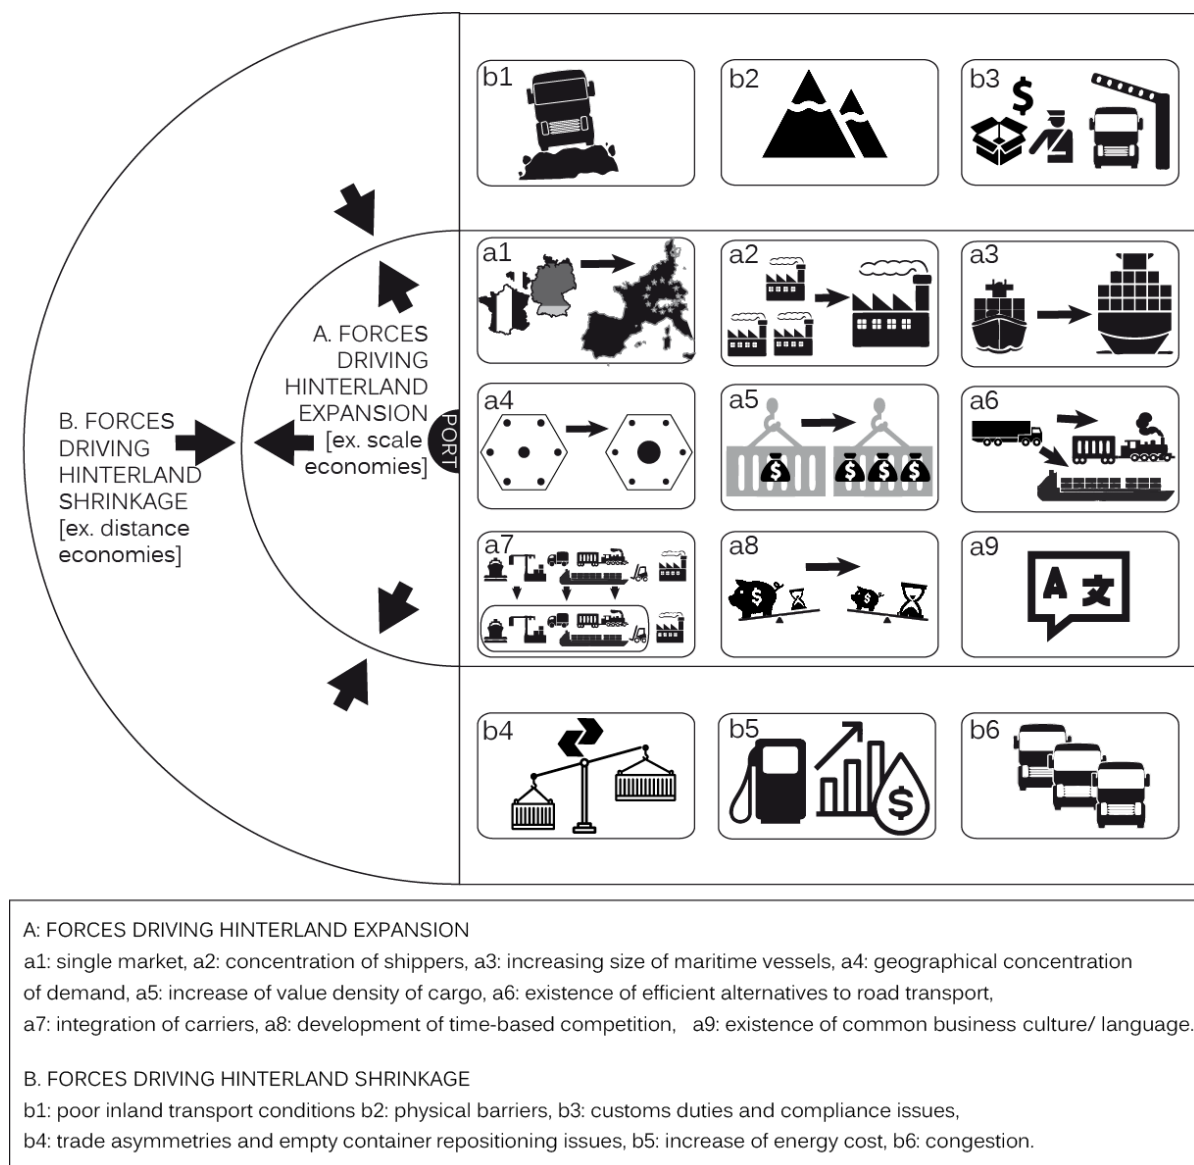 b1
b2
b3
$
a1
a2
a3
A. FORCES
DRIVING
HINTERLAND
EXPANSION
[ex. scale
economies]
PORT
B. FORCES
DRIVING
HINTERLAND
SHRINKAGE
[ex. distance
economies]
a4
a5
$
$ $ $
a6
a7
a8
$
$
a9
A 文
b4
b5
$
b6
A: FORCES DRIVING HINTERLAND EXPANSION
a1: single market, a2: concentration of shippers, a3: increasing size of maritime vessels, a4: geographical concentration
of demand, a5: increase of value density of cargo, a6: existence of efficient alternatives to road transport,
a7: integration of carriers, a8: development of time-based competition, a9: existence of common business culture/ language.
B. FORCES DRIVING HINTERLAND SHRINKAGE
b1: poor inland transport conditions b2: physical barriers, b3: customs duties and compliance issues,
b4: trade asymmetries and empty container repositioning issues, b5: increase of energy cost, b6: congestion.